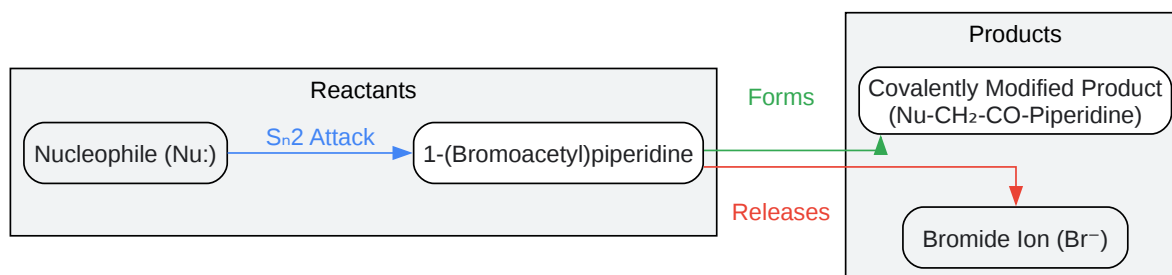 Products
Reactants
Forms
Covalently Modified Product
(Nu-CH₂-CO-Piperidine)
Nucleophile (Nu:)
Sₙ2 Attack
1-(Bromoacetyl)piperidine
Releases
Bromide Ion (Br⁻)